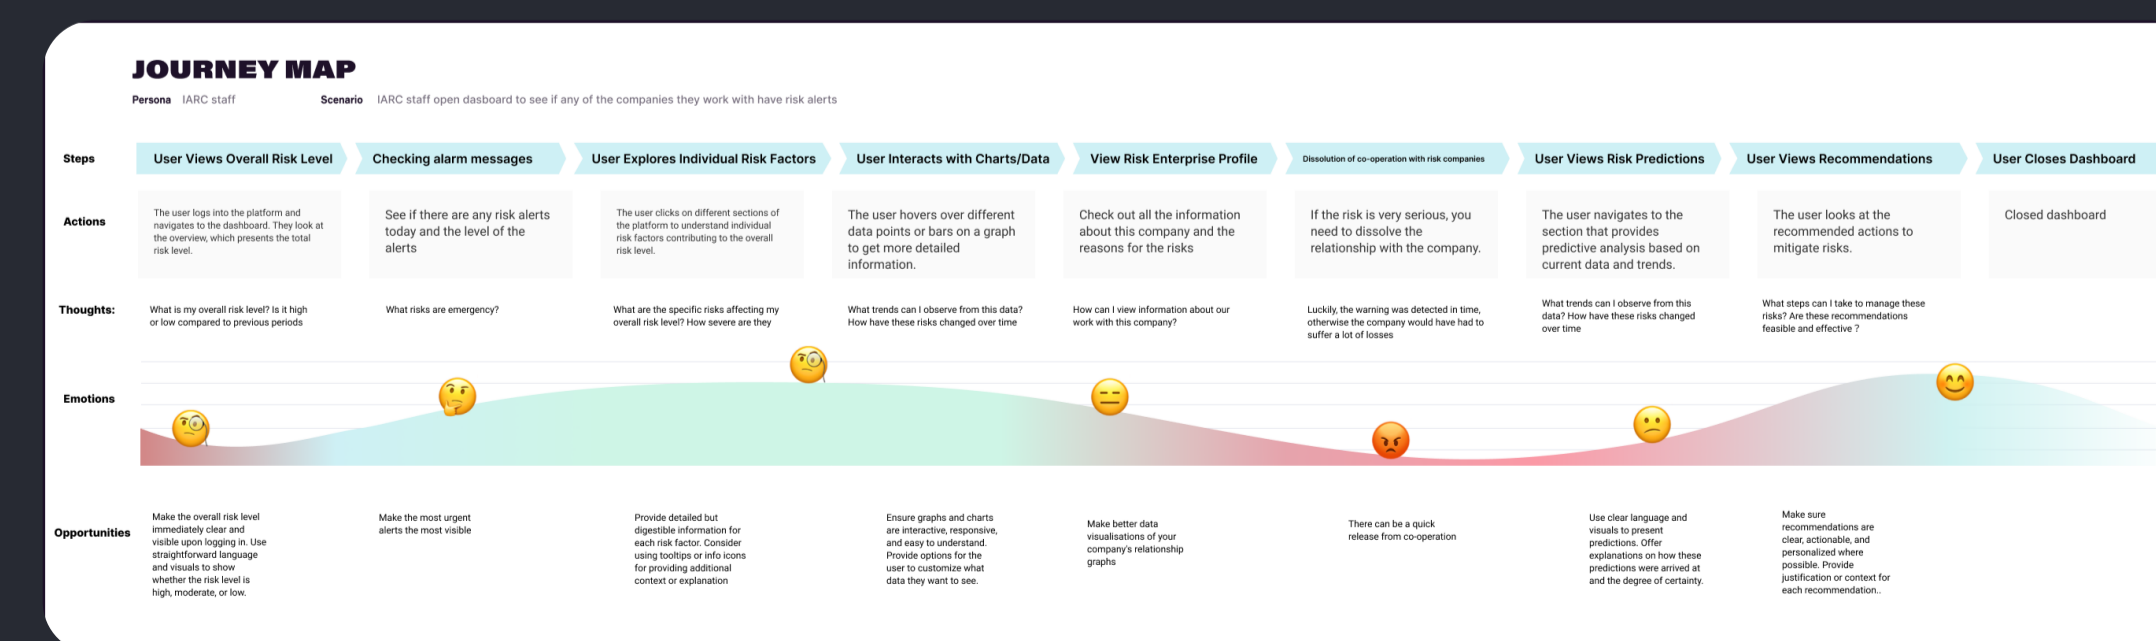 JOURNEY MAP
Persona IARC staff Scenario IARC staff open dasboard to see if any of the companies they work with have risk alerts
Steps
User Views Overall Risk Level
Checking alarm messages
User Explores Individual Risk Factors
User Interacts with Charts/Data
View Risk Enterprise Profile
Dissolution of co-operation with risk companies
User Views Risk Predictions
User Views Recommendations
User Closes Dashboard
Actions
The user logs into the platform and
navigates to the dashboard. They look at
the overview, which presents the total
risk level.
See if there are any risk alerts
today and the level of the
alerts
The user clicks on different sections of
the platform to understand individual
risk factors contributing to the overall
risk level.
The user hovers over different
data points or bars on a graph
to get more detailed
information.
Check out all the information
about this company and the
reasons for the risks
If the risk is very serious, you
need to dissolve the
relationship with the company.
The user navigates to the
section that provides
predictive analysis based on
current data and trends.
The user looks at the
recommended actions to
mitigate risks.
Closed dashboard
Thoughts:
What is my overall risk level? Is it high
or low compared to previous periods
What risks are emergency?
What are the specific risks affecting my
overall risk level? How severe are they
What trends can I observe from this data?
How have these risks changed over time
How can I view information about our
work with this company?
Luckily, the warning was detected in time,
otherwise the company would have had to
suffer a lot of losses
What trends can I observe from this
data? How have these risks changed
over time
What steps can I take to manage these
risks? Are these recommendations
feasible and effective ?
Emotions
Opportunities
Make the overall risk level
immediately clear and
visible upon logging in. Use
straightforward language
and visuals to show
whether the risk level is
high, moderate, or low.
Make the most urgent
alerts the most visible
Provide detailed but
digestible information for
each risk factor. Consider
using tooltips or info icons
for providing additional
context or explanation
Ensure graphs and charts
are interactive, responsive,
and easy to understand.
Provide options for the
user to customize what
data they want to see.
Make better data
visualisations of your
company's relationship
graphs
There can be a quick
release from co-operation
Use clear language and
visuals to present
predictions. Offer
explanations on how these
predictions were arrived at
and the degree of certainty.
Make sure
recommendations are
clear, actionable, and
personalized where
possible. Provide
justification or context for
each recommendation..